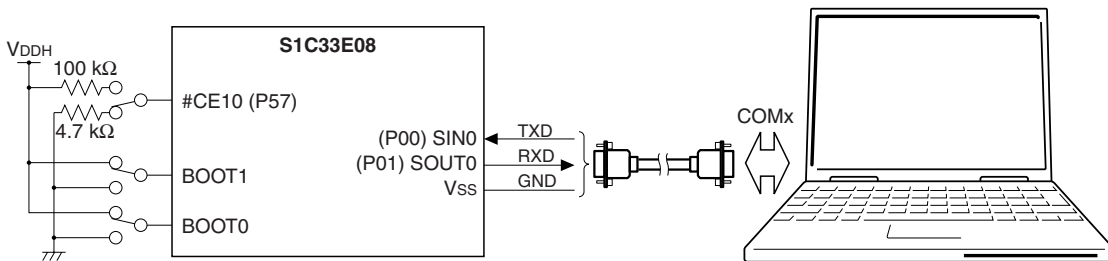 S1C33E08
VDDH
100 kΩ
#CE10 (P57)
4.7 kΩ
BOOT1
BOOT0
(P00) SIN0
TXD
(P01) SOUT0
RXD
VSS
GND
COMx